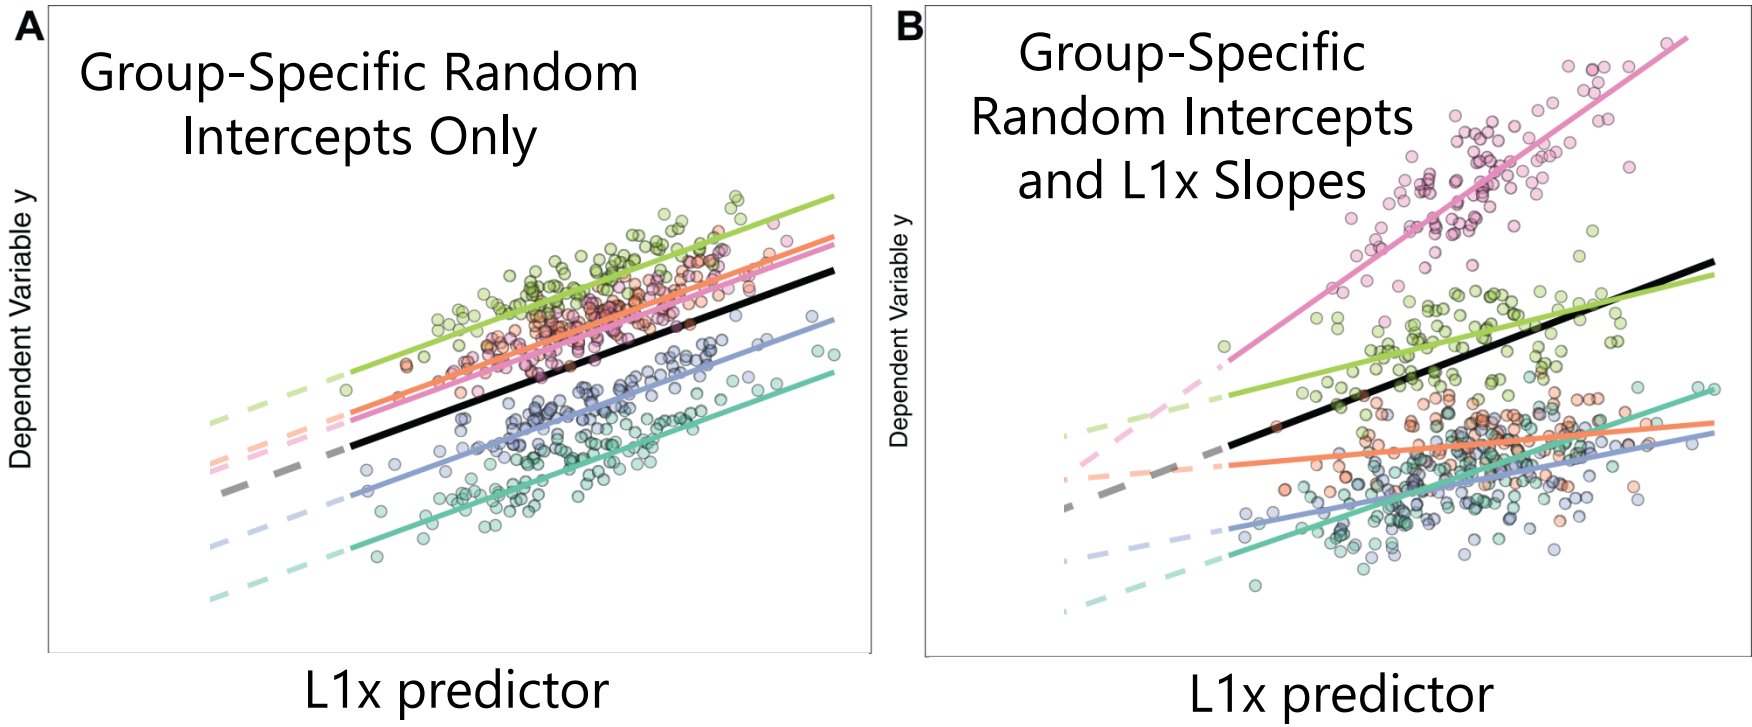 A
Group-Specific Random
Intercepts Only
Dependent Variable y
L1x predictor
B
Group-Specific
Random Intercepts
and L1x Slopes
Dependent Variable y
L1x predictor